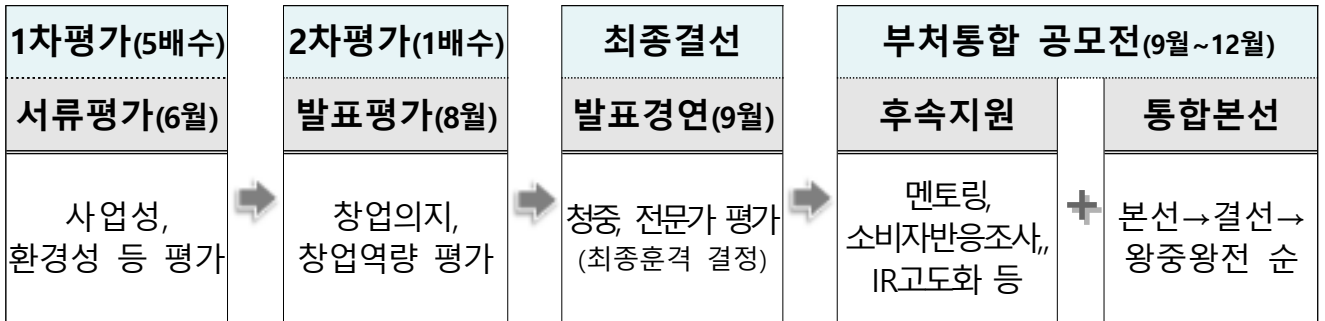 1차평가(5배수)
서류평가(6월)
사업성,
환경성 등 평가
2차평가(1배수)
발표평가(8월)
창업의지,
창업역량 평가
최종결선
발표경연(9월)
청중, 전문가 평가
(최종훈격 결정)
부처통합 공모전(9월~12월)
후속지원
멘토링,
소비자반응조사,,
IR고도화 등
+
통합본선
본선→결선→
왕중왕전 순